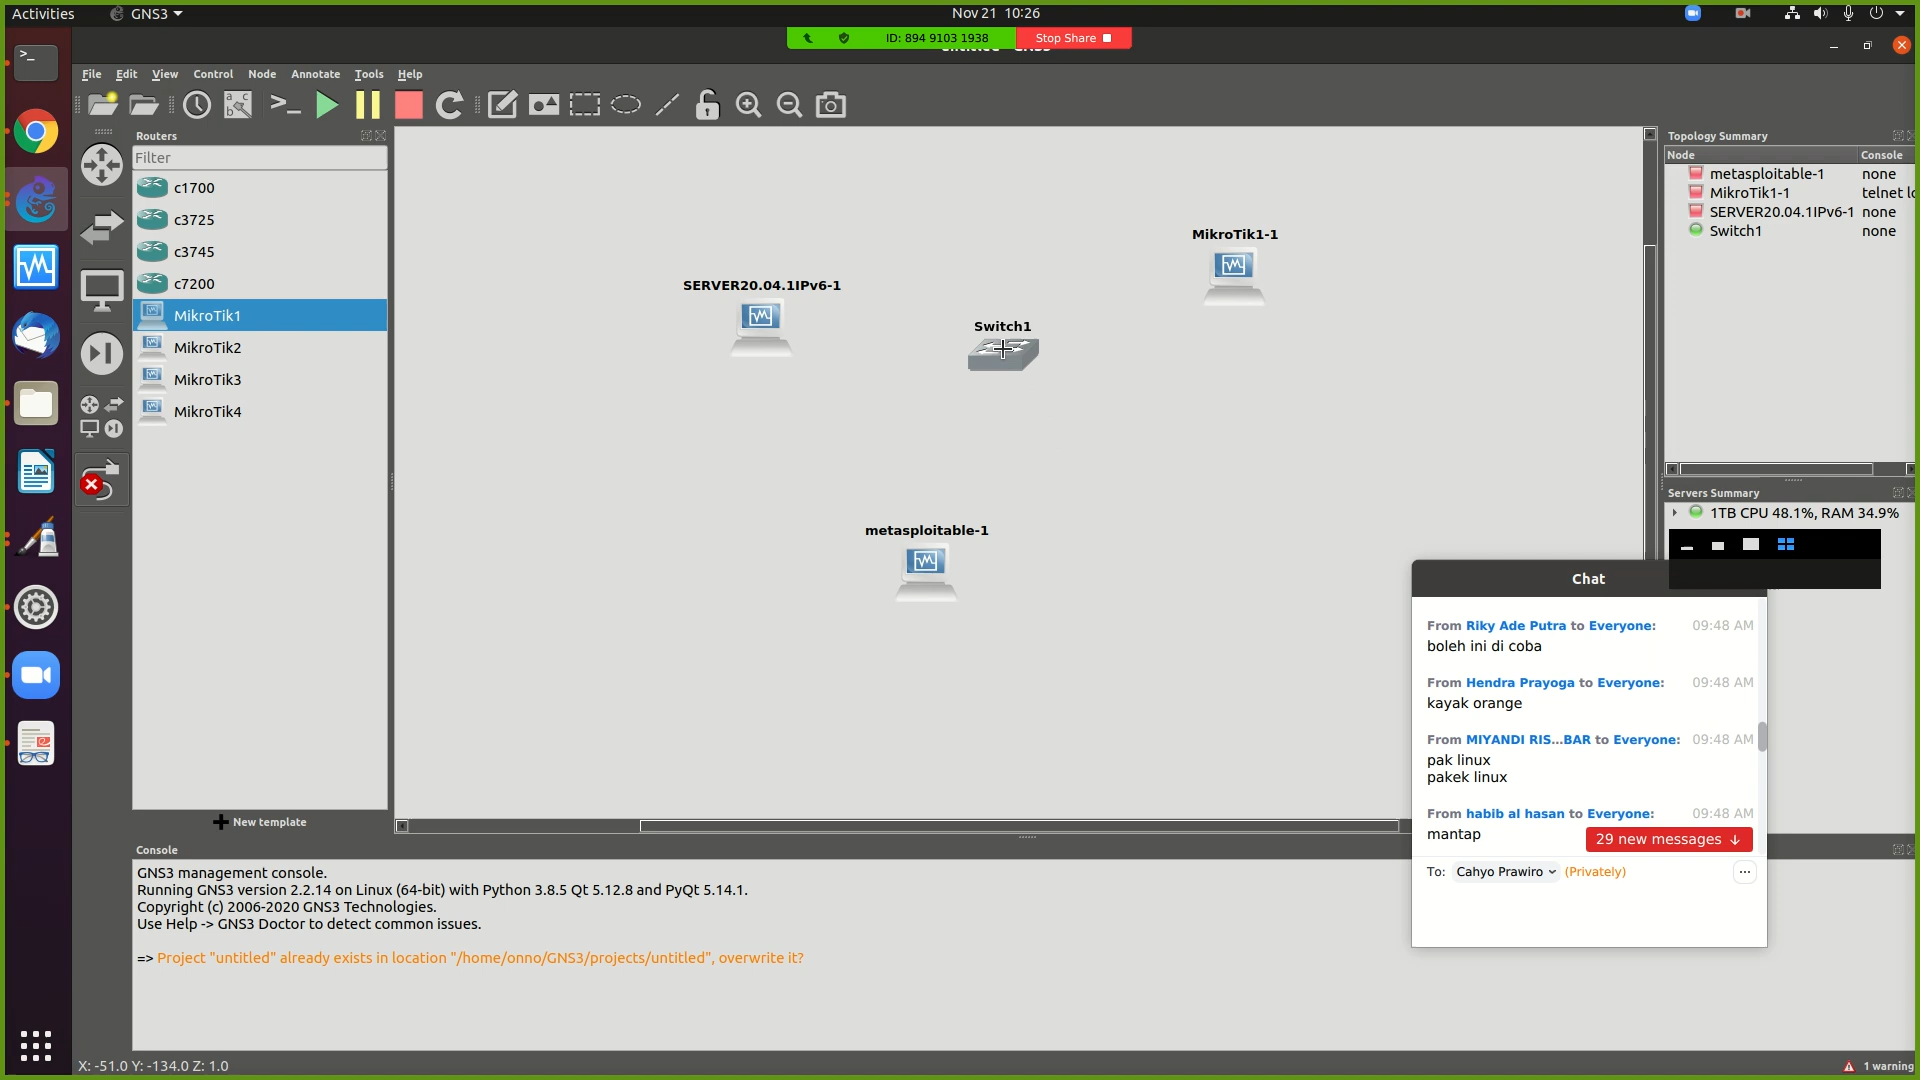 Activities
GNS3
Nov 21 10:26
ID: 894 9103 1938
Stop Share
File Edit View Control Node Annotate Tools Help
Routers
Filter
c1700
c3725
c3745
c7200
MikroTik1
MikroTik2
MikroTik3
MikroTik4
New template
SERVER20.04.1IPv6-1
MikroTik1-1
Switch1
metasploitable-1
Topology Summary
Node Console
metasploitable-1 none
MikroTik1-1 telnet lo
SERVER20.04.1IPv6-1 none
Switch1 none
Servers Summary
1TB CPU 48.1%, RAM 34.9%
Chat
From Riky Ade Putra to Everyone: 09:48 AM
boleh ini di coba
From Hendra Prayoga to Everyone: 09:48 AM
kayak orange
From MIYANDI RIS...BAR to Everyone: 09:48 AM
pak linux
pakek linux
From habib al hasan to Everyone: 09:48 AM
mantap
29 new messages
To: Cahyo Prawiro (Privately)
Console
GNS3 management console.
Running GNS3 version 2.2.14 on Linux (64-bit) with Python 3.8.5 Qt 5.12.8 and PyQt 5.14.1.
Copyright (c) 2006-2020 GNS3 Technologies.
Use Help -> GNS3 Doctor to detect common issues.
=> Project "untitled" already exists in location "/home/onno/GNS3/projects/untitled", overwrite it?
X: -51.0 Y: -134.0 Z: 1.0
1 warning